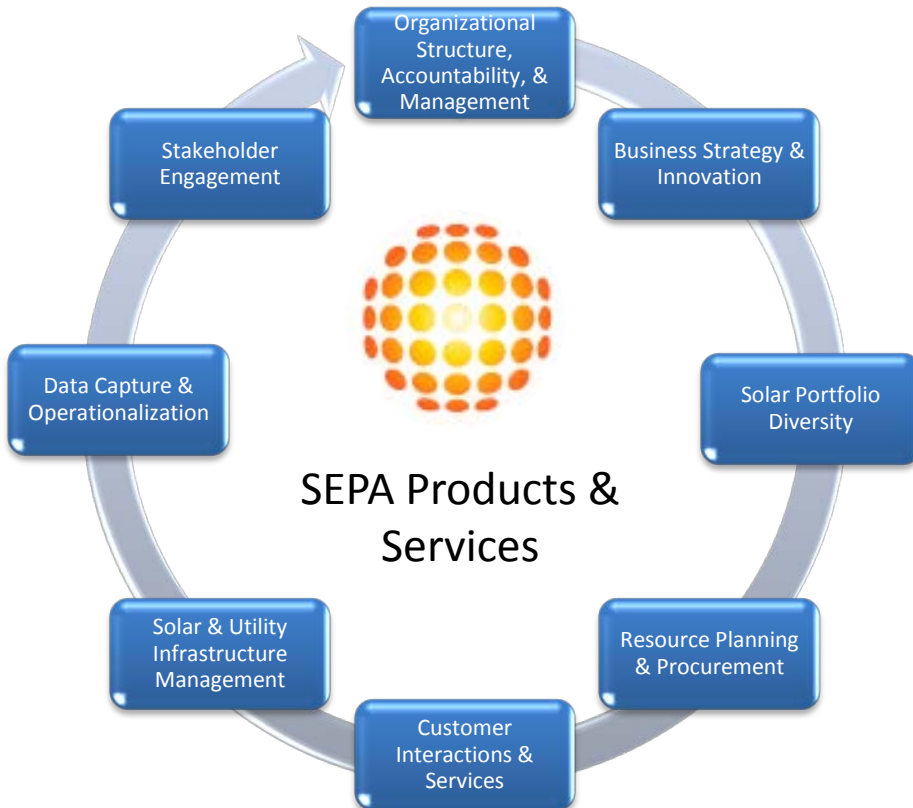 Organizational
Structure,
Accountability, &
Management
Business Strategy &
Innovation
Solar Portfolio
Diversity
Resource Planning
& Procurement
Customer
Interactions &
Services
Solar & Utility
Infrastructure
Management
Data Capture &
Operationalization
Stakeholder
Engagement
SEPA Products &
Services